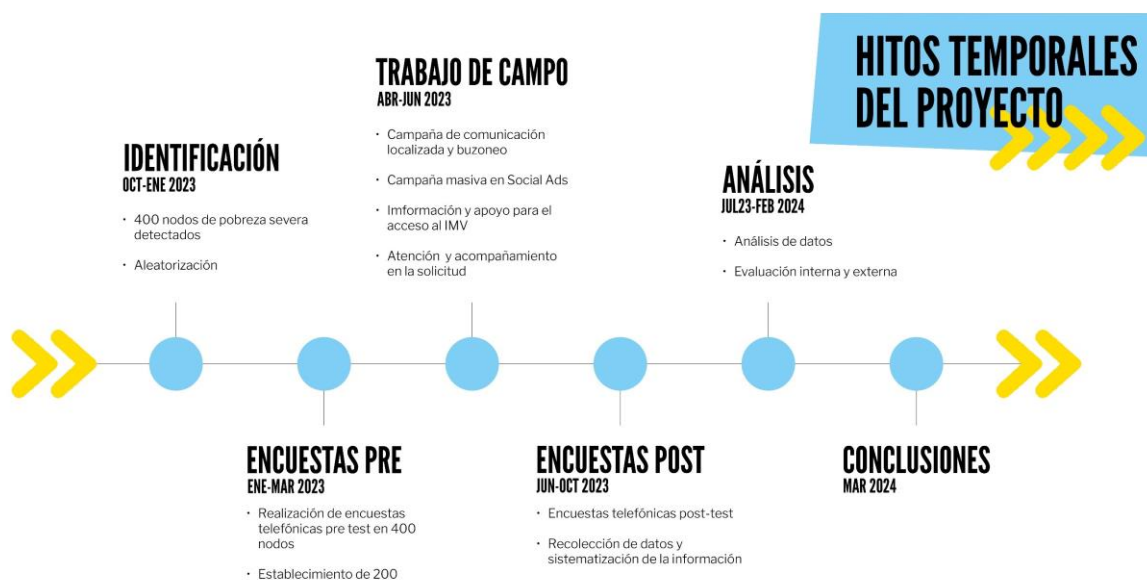 HITOS TEMPORALES
DEL PROYECTO
IDENTIFICACIÓN
OCT-ENE 2023
• 400 nodos de pobreza severa
detectados
• Aleatorización
ENCUESTAS PRE
ENE-MAR 2023
• Realización de encuestas
telefónicas pre test en 400
nodos
• Establecimiento de 200
TRABAJO DE CAMPO
ABR-JUN 2023
• Campaña de comunicación
localizada y buzoneo
• Campaña masiva en Social Ads
• Imformación y apoyo para el
acceso al IMV
• Atención y acompañamiento
en la solicitud
ENCUESTAS POST
JUN-OCT 2023
• Encuestas telefónicas post-test
• Recolección de datos y
sistematización de la información
ANÁLISIS
JUL23-FEB 2024
• Análisis de datos
• Evaluación interna y externa
CONCLUSIONES
MAR 2024